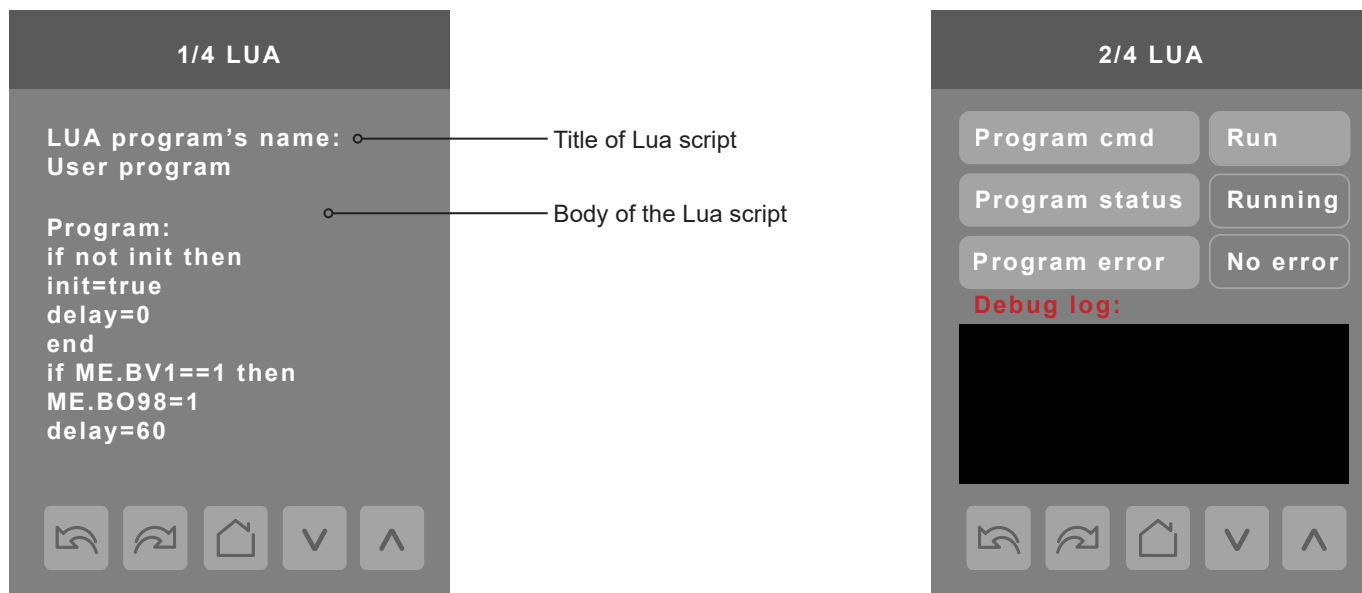 1/4 LUA
LUA program’s name:
User program
Program:
if not init then
init=true
delay=0
end
if ME.BV1==1 then
ME.BO98=1
delay=60
Title of Lua script
Body of the Lua script
2/4 LUA
Program cmd Run
Program status Running
Program error No error
Debug log: